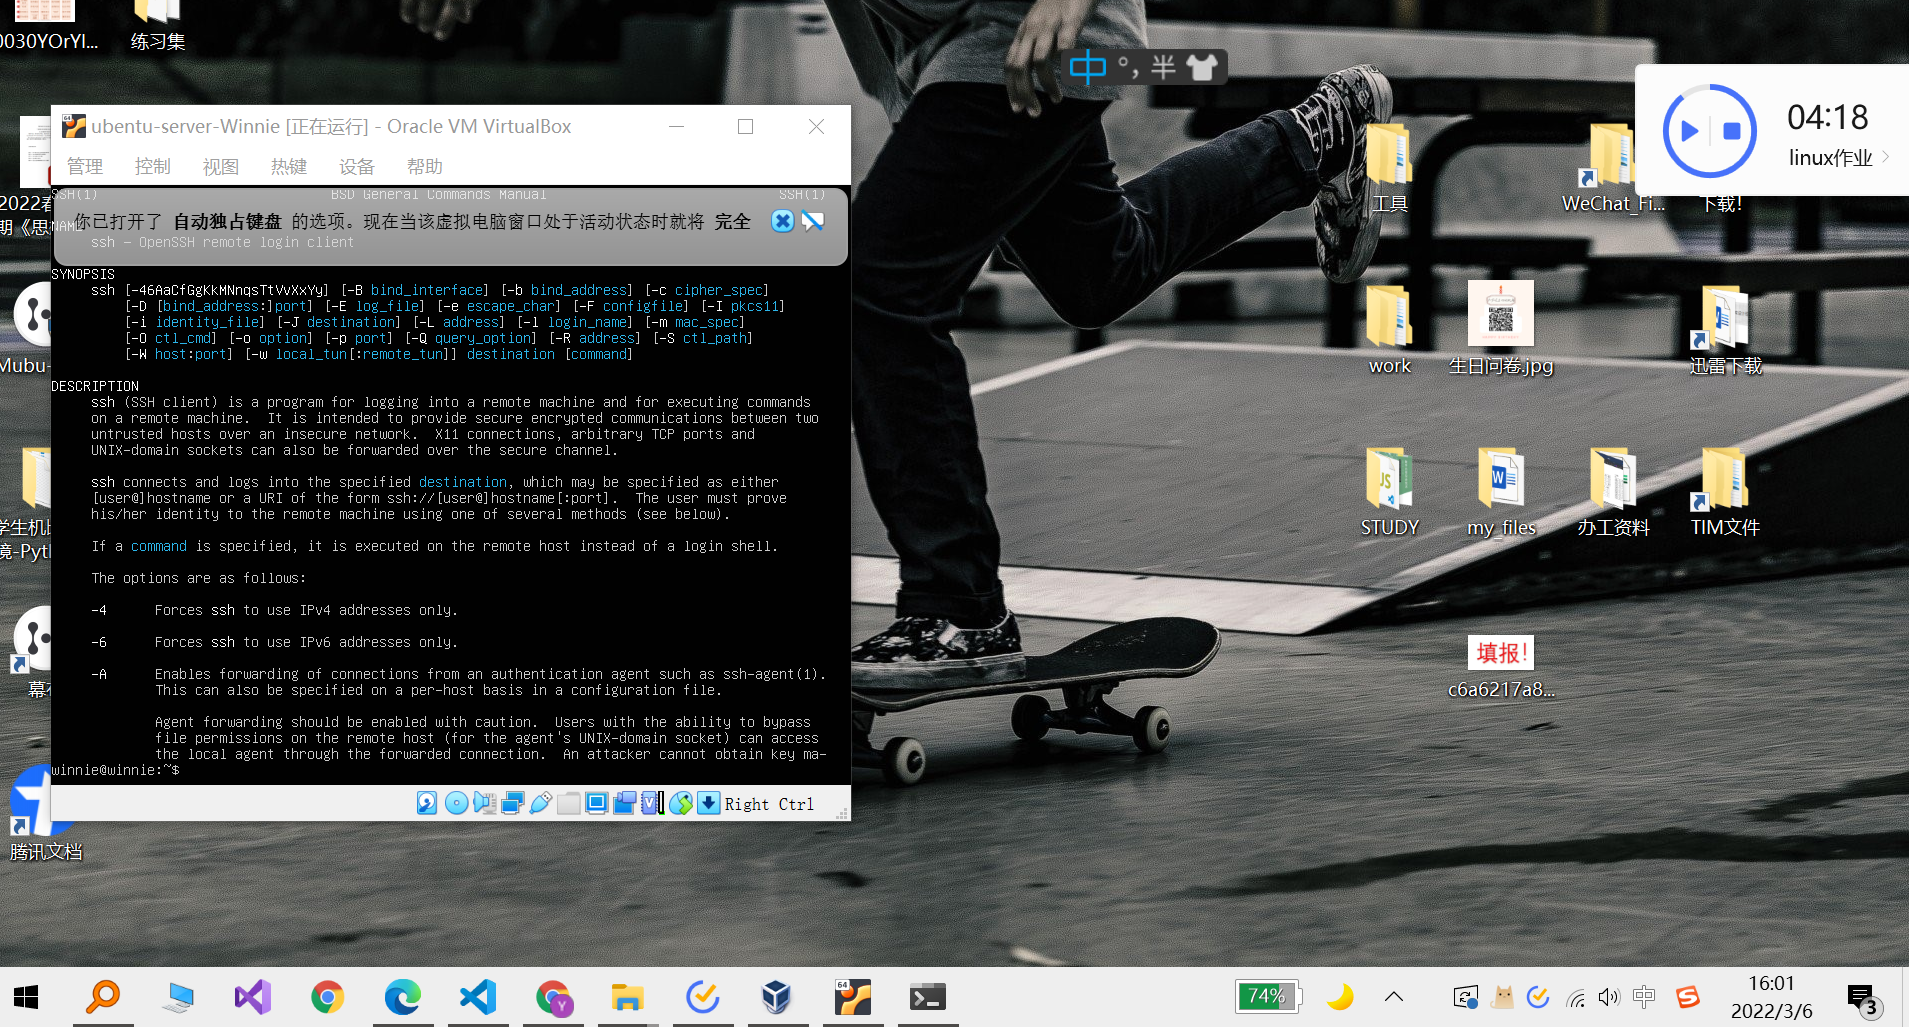 0030YOrYI...
练习集
中 °, 半
ubentu-server-Winnie [正在运行] - Oracle VM VirtualBox
管理 控制 视图 热键 设备 帮助
SSH(1) BSD General Commands Manual SSH(1)
你已打开了 自动独占键盘 的选项。现在当该虚拟电脑窗口处于活动状态时就将 完全
NAME
ssh — OpenSSH remote login client
SYNOPSIS
ssh [-46AaCfGgKkMNnqsTtVvXxYy] [-B bind_interface] [-b bind_address] [-c cipher_spec]
[-D [bind_address:]port] [-E log_file] [-e escape_char] [-F configfile] [-I pkcs11]
[-i identity_file] [-J destination] [-L address] [-l login_name] [-m mac_spec]
[-O ctl_cmd] [-o option] [-p port] [-Q query_option] [-R address] [-S ctl_path]
[-W host:port] [-w local_tun[:remote_tun]] destination [command]
DESCRIPTION
ssh (SSH client) is a program for logging into a remote machine and for executing commands
on a remote machine.  It is intended to provide secure encrypted communications between two
untrusted hosts over an insecure network.  X11 connections, arbitrary TCP ports and
UNIX-domain sockets can also be forwarded over the secure channel.
ssh connects and logs into the specified destination, which may be specified as either
[user@]hostname or a URI of the form ssh://[user@]hostname[:port].  The user must prove
his/her identity to the remote machine using one of several methods (see below).
If a command is specified, it is executed on the remote host instead of a login shell.
The options are as follows:
-4 Forces ssh to use IPv4 addresses only.
-6 Forces ssh to use IPv6 addresses only.
-A Enables forwarding of connections from an authentication agent such as ssh-agent(1).
This can also be specified on a per-host basis in a configuration file.
Agent forwarding should be enabled with caution.  Users with the ability to bypass
file permissions on the remote host (for the agent's UNIX-domain socket) can access
the local agent through the forwarded connection.  An attacker cannot obtain key ma-
winnie@winnie:~$
Right Ctrl
2022春
期《思
Mubu-
学生机
境-Pyth
幕布
腾讯文档
04:18
linux作业
工具
WeChat_Fi...
下载!
work
生日问卷.jpg
迅雷下载
STUDY
my_files
办工资料
TIM文件
填报!
c6a6217a8...
74%
中
16:01
2022/3/6
3